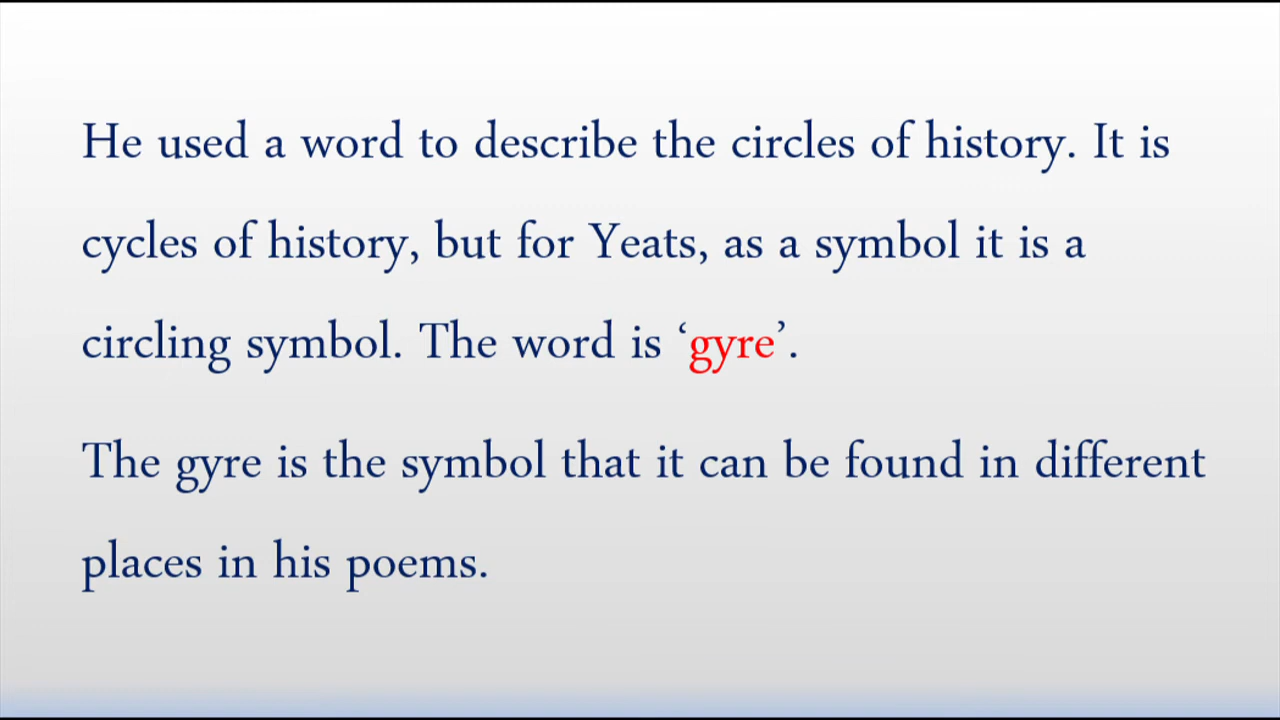 He used a word to describe the circles of history. It is
cycles of history, but for Yeats, as a symbol it is a
circling symbol. The word is ‘gyre’.
The gyre is the symbol that it can be found in different
places in his poems.